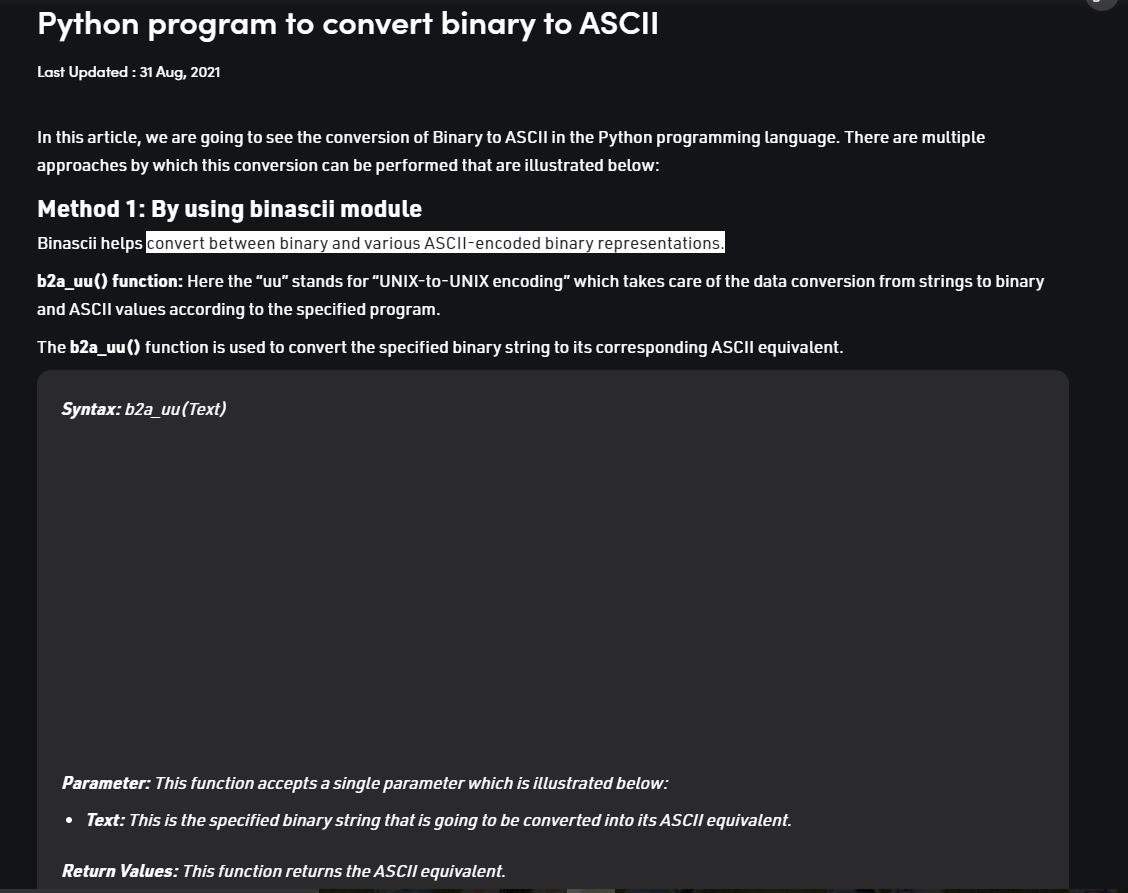 Python program to convert binary to ASCII
Last Updated : 31 Aug, 2021
In this article, we are going to see the conversion of Binary to ASCII in the Python programming language. There are multiple
approaches by which this conversion can be performed that are illustrated below:
Method 1: By using binascii module
Binascii helps convert between binary and various ASCII-encoded binary representations.
b2a_uu() function: Here the “uu” stands for “UNIX-to-UNIX encoding” which takes care of the data conversion from strings to binary
and ASCII values according to the specified program.
The b2a_uu() function is used to convert the specified binary string to its corresponding ASCII equivalent.
Syntax: b2a_uu(Text)
Parameter: This function accepts a single parameter which is illustrated below:
• Text: This is the specified binary string that is going to be converted into its ASCII equivalent.
Return Values: This function returns the ASCII equivalent.